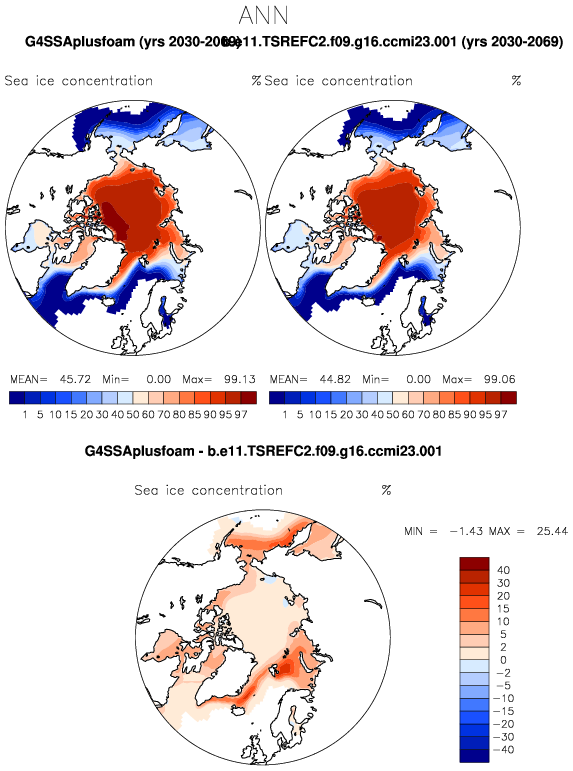 ANN
G4SSAplusfoam (yrs 2030-2069) b.e11.TSREFC2.f09.g16.ccmi23.001 (yrs 2030-2069)
Sea ice concentration % Sea ice concentration %
MEAN= 45.72 Min= 0.00 Max= 99.13 MEAN= 44.82 Min= 0.00 Max= 99.06
1 5 10 15 20 30 40 50 60 70 80 85 90 95 97 1 5 10 15 20 30 40 50 60 70 80 85 90 95 97
G4SSAplusfoam - b.e11.TSREFC2.f09.g16.ccmi23.001
Sea ice concentration %
MIN = -1.43 MAX = 25.44
40
30
20
15
10
5
2
0
-2
-5
-10
-15
-20
-30
-40